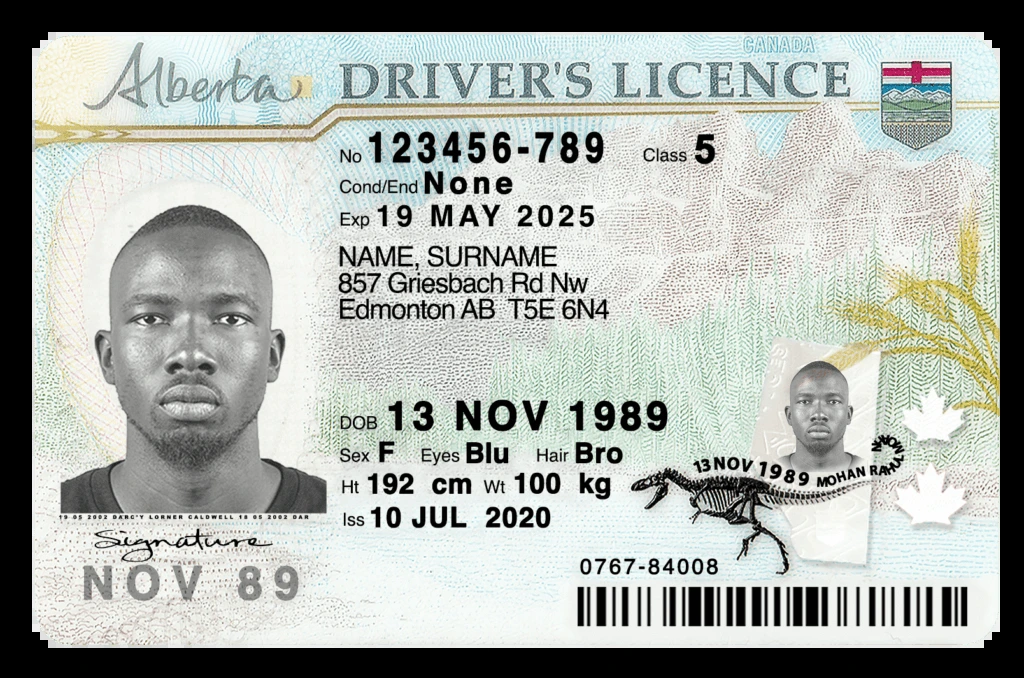 CANADA
Alberta DRIVER'S LICENCE
No 123456-789 Class 5
Cond/End None
Exp 19 MAY 2025
NAME, SURNAME
857 Griesbach Rd Nw
Edmonton AB T5E 6N4
DOB 13 NOV 1989
Sex F Eyes Blu Hair Bro
Ht 192 cm Wt 100 kg
Iss 10 JUL 2020
13 NOV 1989 MOHAN RAHUL
19 05 2002 DARC'Y LORNER CALDWELL 18 05 2002 DAR
Signature
NOV 89
0767-84008